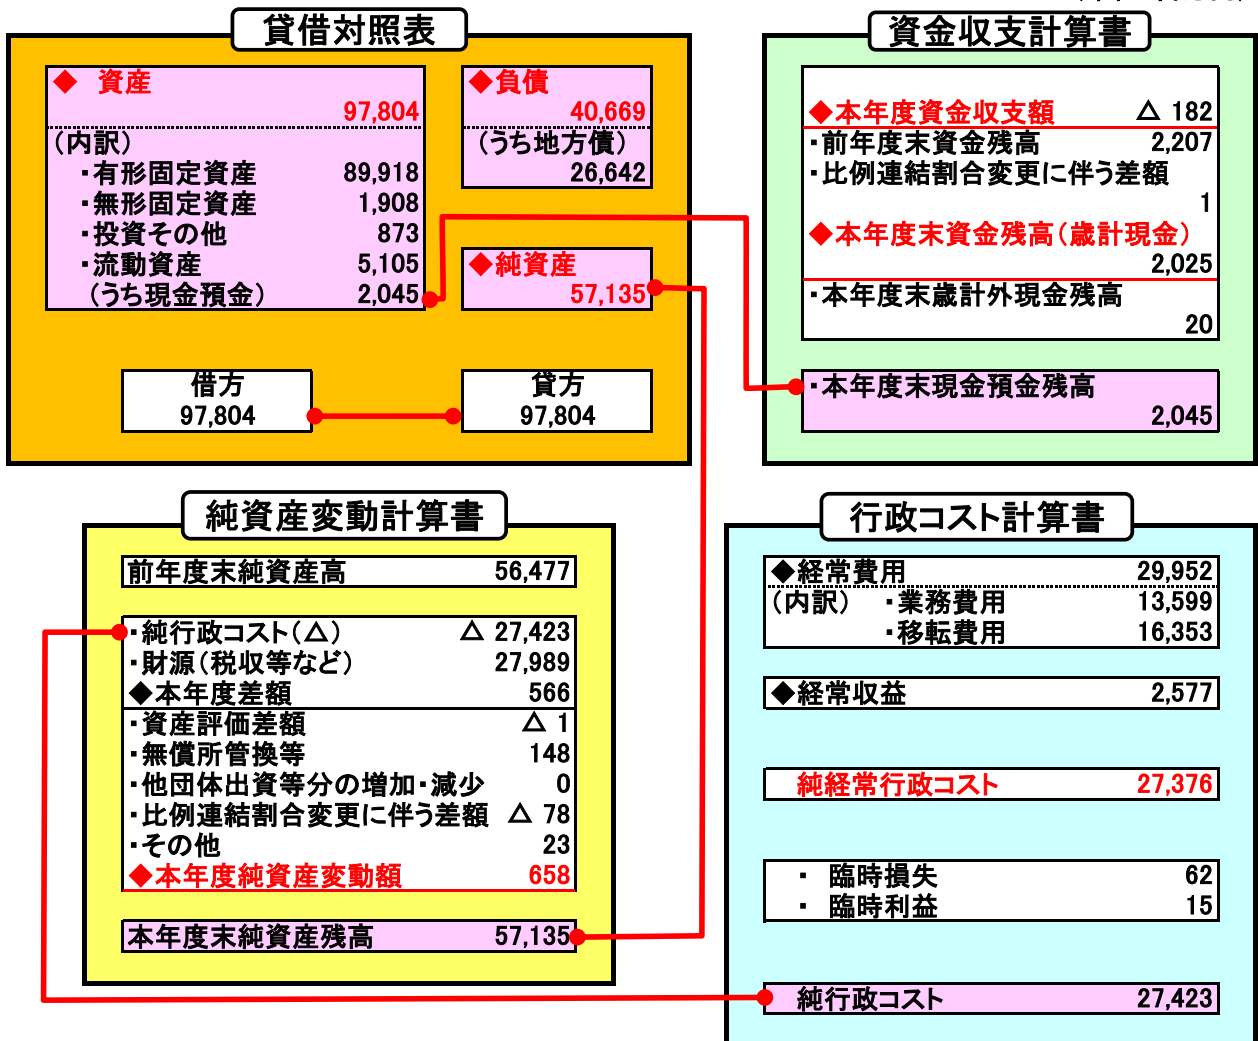 貸借対照表
◆ 資産
97,804
(内訳)
・有形固定資産 89,918
・無形固定資産 1,908
・投資その他 873
・流動資産 5,105
(うち現金預金) 2,045
◆負債
40,669
(うち地方債)
26,642
◆純資産
57,135
借方
97,804
貸方
97,804
資金収支計算書
◆本年度資金収支額 △ 182
・前年度末資金残高 2,207
・比例連結割合変更に伴う差額
1
◆本年度末資金残高(歳計現金)
2,025
・本年度末歳計外現金残高
20
・本年度末現金預金残高
2,045
純資産変動計算書
前年度末純資産高 56,477
・純行政コスト(△) △ 27,423
・財源(税収等など) 27,989
◆本年度差額 566
・資産評価差額 △ 1
・無償所管換等 148
・他団体出資等分の増加・減少 0
・比例連結割合変更に伴う差額 △ 78
・その他 23
◆本年度純資産変動額 658
本年度末純資産残高 57,135
行政コスト計算書
◆経常費用 29,952
(内訳) ・業務費用 13,599
・移転費用 16,353
◆経常収益 2,577
純経常行政コスト 27,376
・ 臨時損失 62
・ 臨時利益 15
純行政コスト 27,423